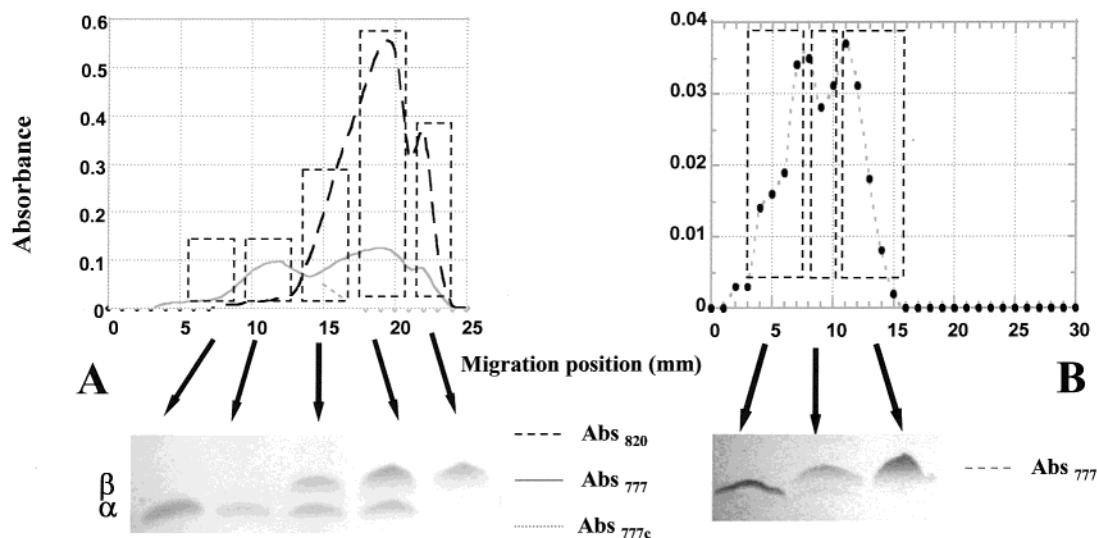 0.6
0.5
0.4
0.3
0.2
0.1
0
0 5 10 15 20 25
Absorbance
0.04
0.03
0.02
0.01
0
0 5 10 15 20 25 30
Migration position (mm)
A
B
β
α
Abs 820
Abs 777
Abs 777c
Abs 777